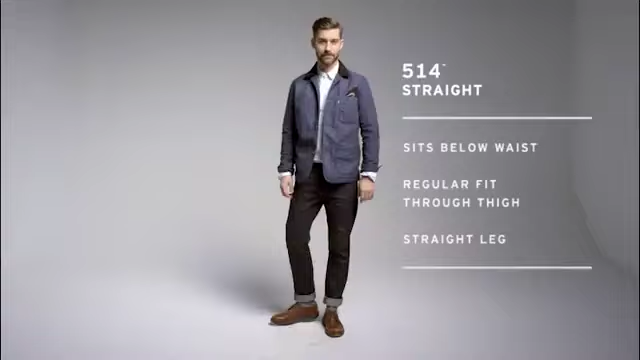 514™
STRAIGHT
SITS BELOW WAIST
REGULAR FIT
THROUGH THIGH
STRAIGHT LEG